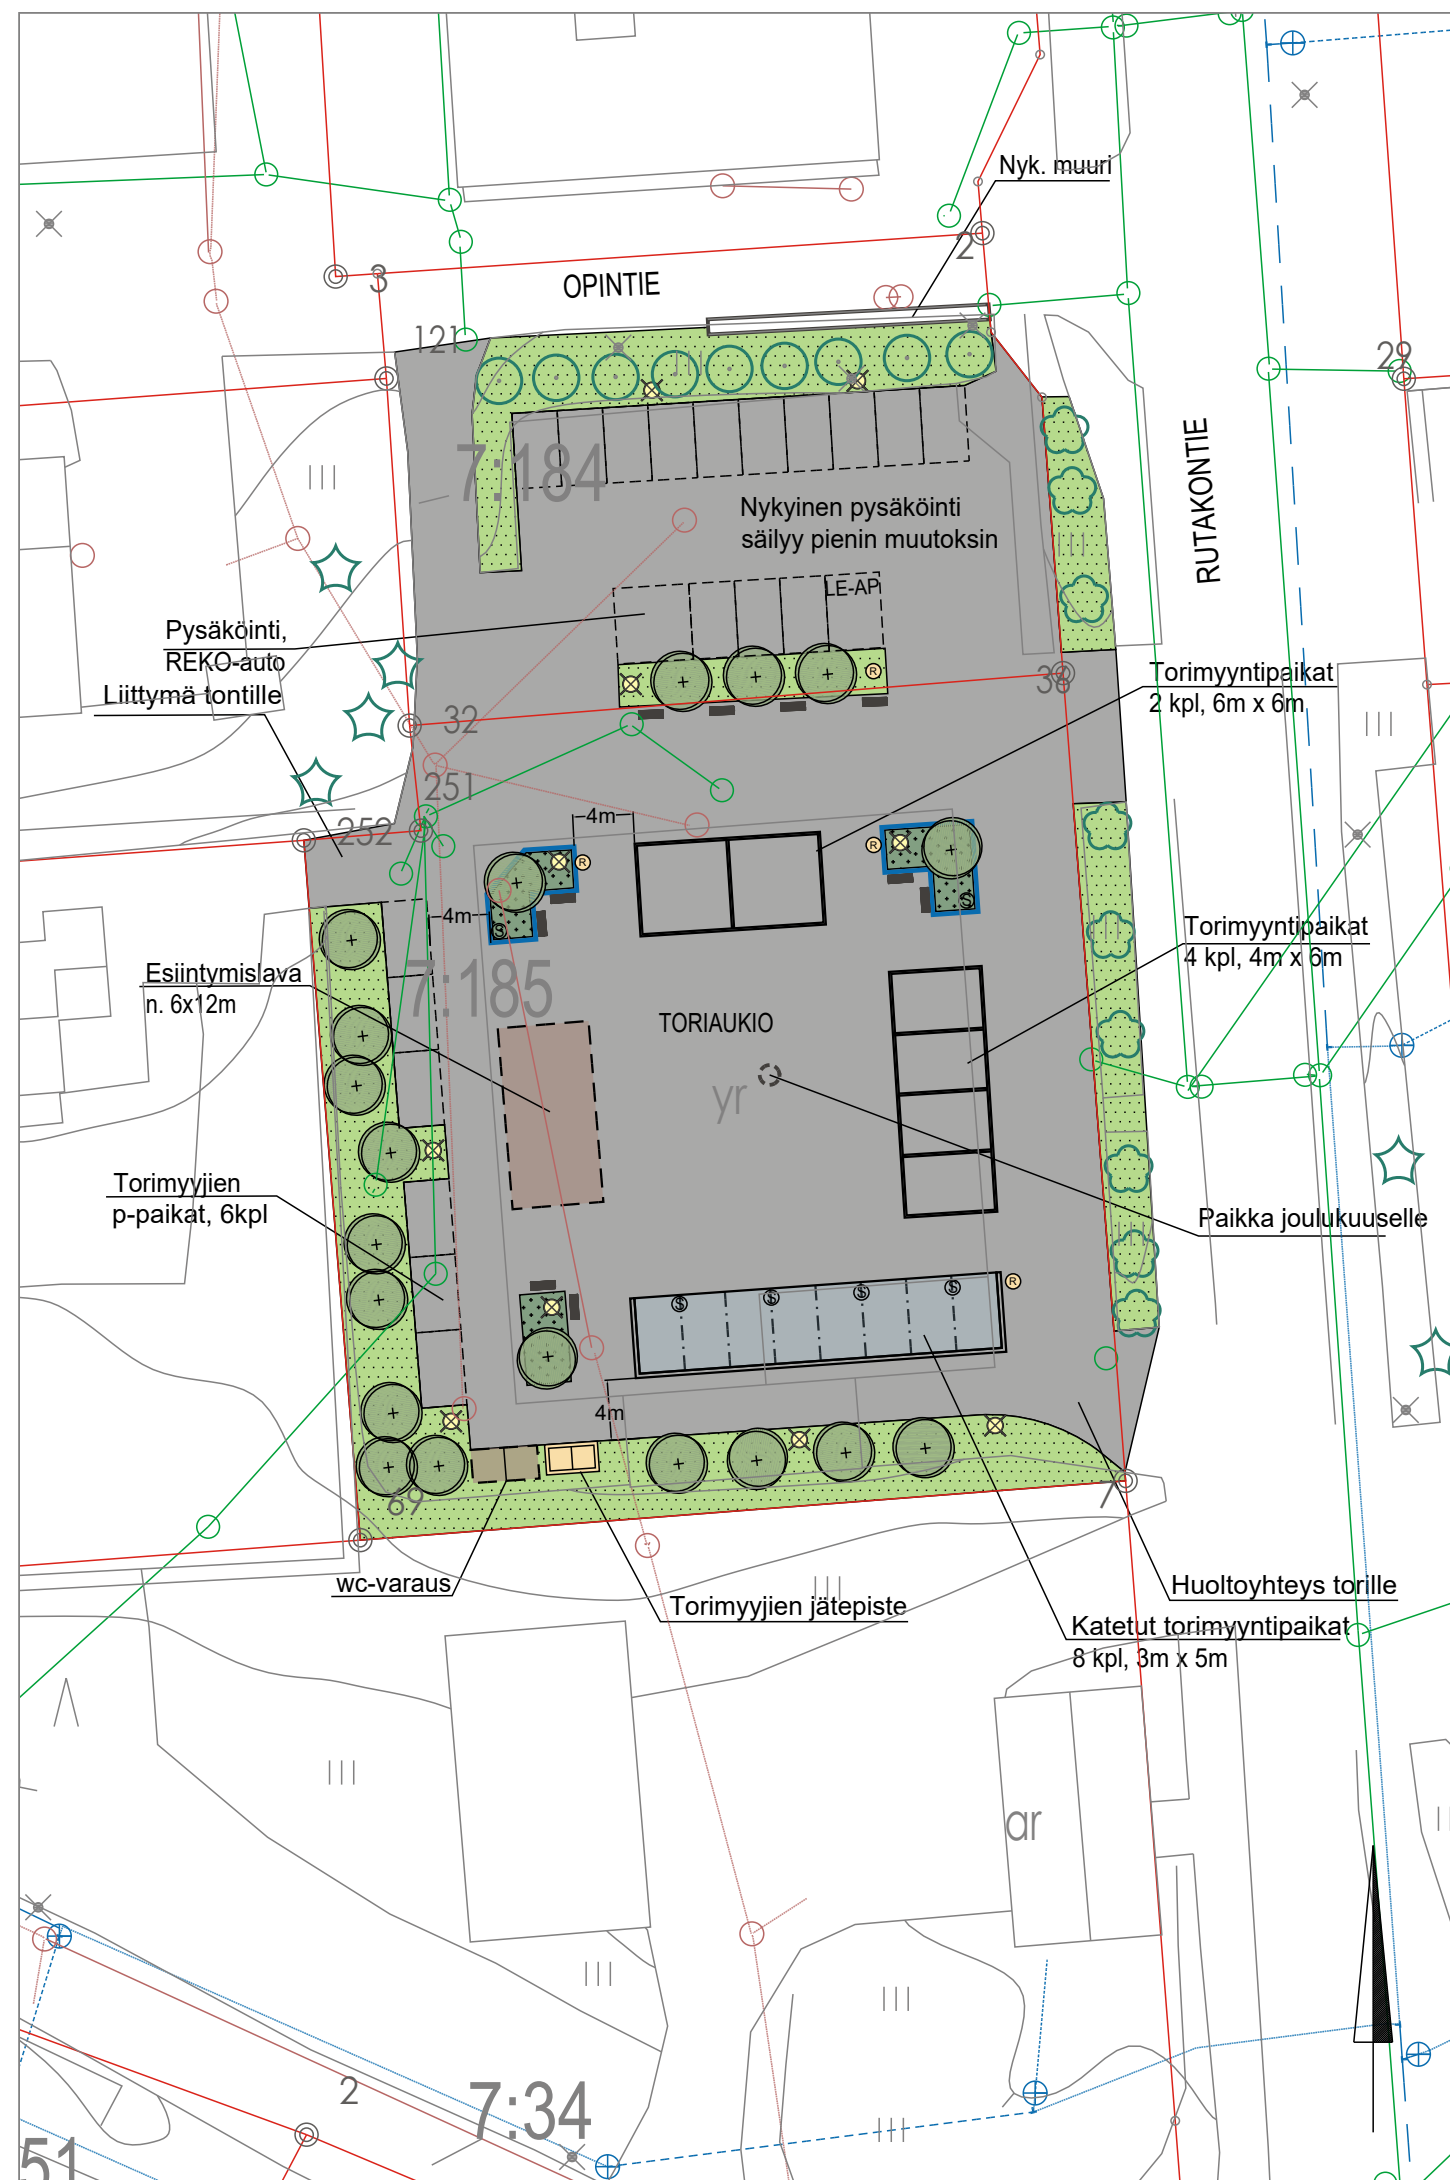 Nyk. muuri
2
3
OPINTIE
121
29
7:184
RUTAKONTIE
Nykyinen pysäköinti
säilyy pienin muutoksin
LE-AP
Pysäköinti,
REKO-auto
Liittymä tontille
R
36
Torimyyntipaikat
2 kpl, 6m x 6m
32
251
252
4m
R
R
4m
S
S
Torimyyntipaikat
4 kpl, 4m x 6m
Esiintymislava
n. 6x12m
7:185
TORIAUKIO
yr
Torimyyjien
p-paikat, 6kpl
Paikka joulukuuselle
R
S
S
S
S
4m
69
7
wc-varaus
Torimyyjien jätepiste
Huoltoyhteys torille
Katetut torimyyntipaikat
8 kpl, 3m x 5m
ar
2
7:34
51